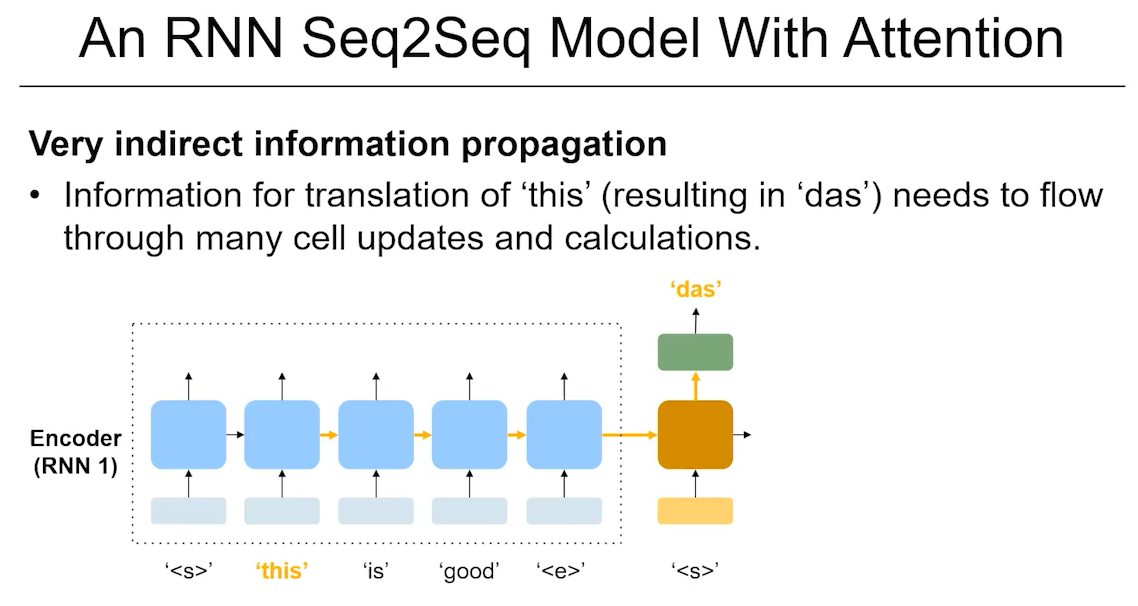 An RNN Seq2Seq Model With Attention
Very indirect information propagation
• Information for translation of ‘this’ (resulting in ‘das’) needs to flow
through many cell updates and calculations.
‘das’
Encoder
(RNN 1)
‘<s>’ ‘this’ ‘is’ ‘good’ ‘<e>’ ‘<s>’